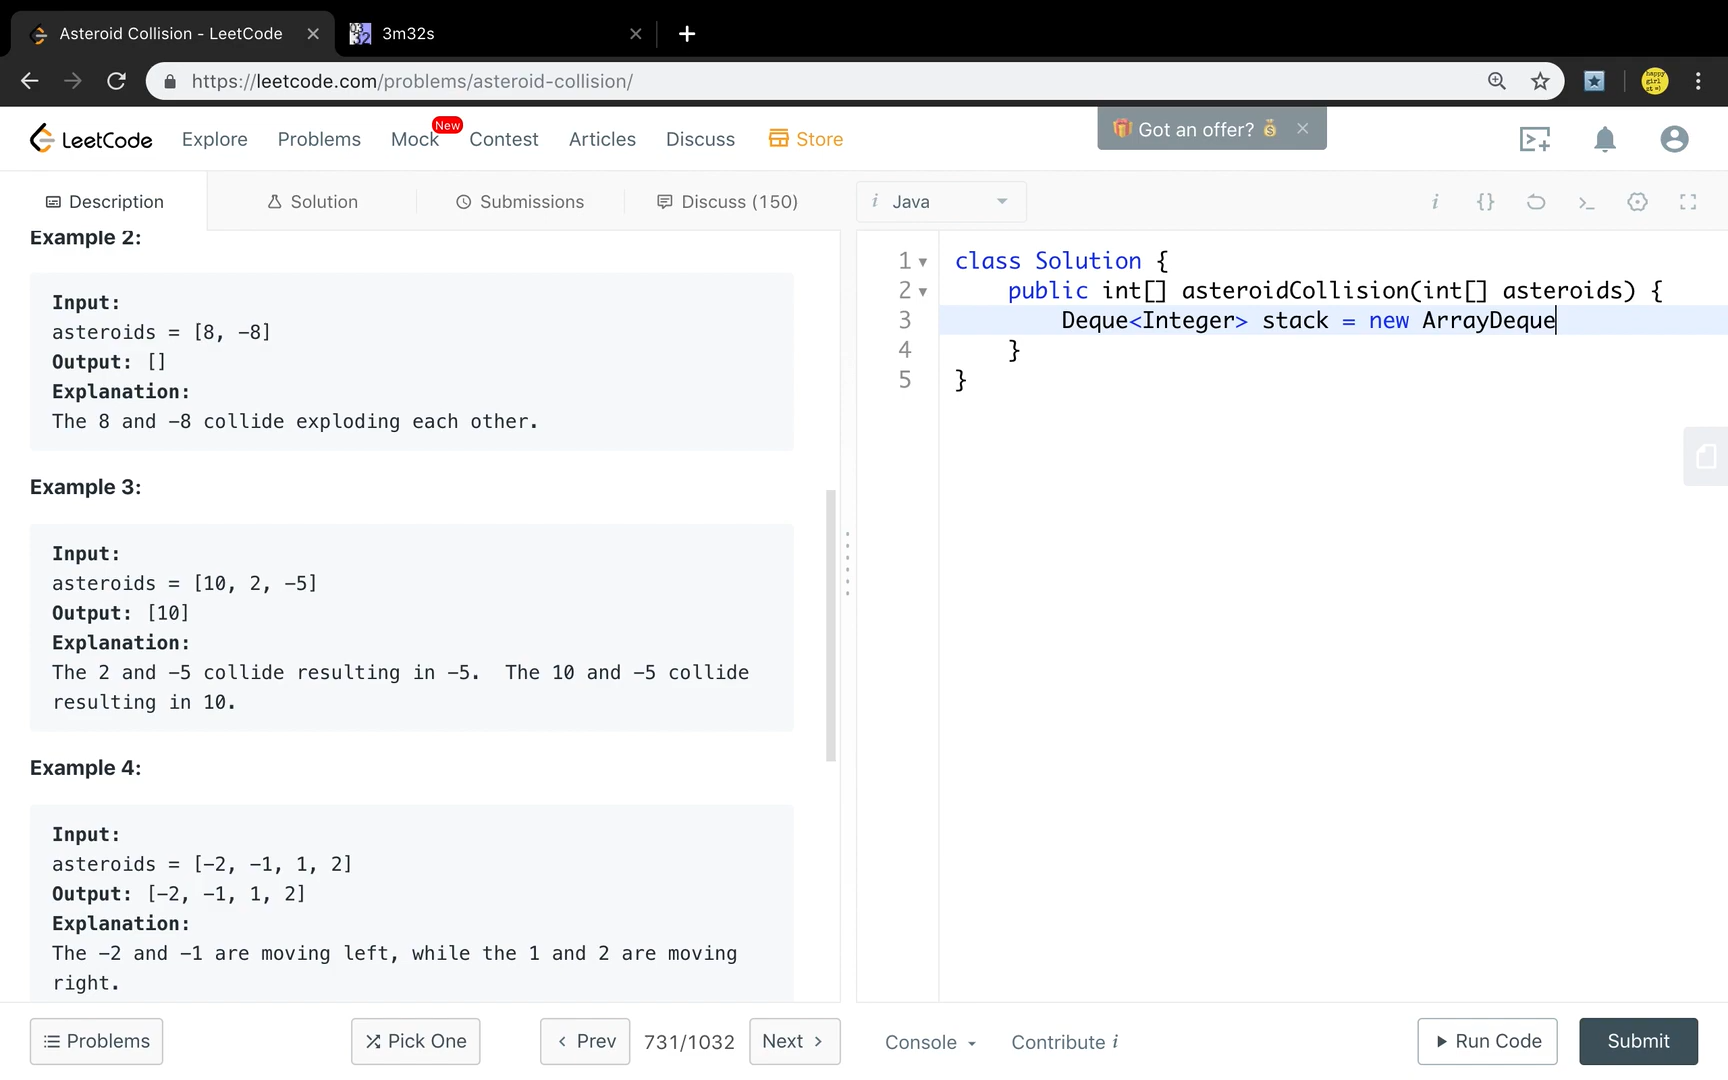 Asteroid Collision - LeetCode
3m32s
https://leetcode.com/problems/asteroid-collision/
LeetCode
Explore
Problems
Mock
New
Contest
Articles
Discuss
Store
Got an offer?
Description
Solution
Submissions
Discuss (150)
i Java
Example 2:
Input:
asteroids = [8, -8]
Output: []
Explanation:
The 8 and -8 collide exploding each other.
Example 3:
Input:
asteroids = [10, 2, -5]
Output: [10]
Explanation:
The 2 and -5 collide resulting in -5.  The 10 and -5 collide
resulting in 10.
Example 4:
Input:
asteroids = [-2, -1, 1, 2]
Output: [-2, -1, 1, 2]
Explanation:
The -2 and -1 are moving left, while the 1 and 2 are moving
right.
1 class Solution {
2 public int[] asteroidCollision(int[] asteroids) {
3 Deque<Integer> stack = new ArrayDeque
4 }
5 }
Problems
Pick One
Prev
731/1032
Next
Console
Contribute i
Run Code
Submit